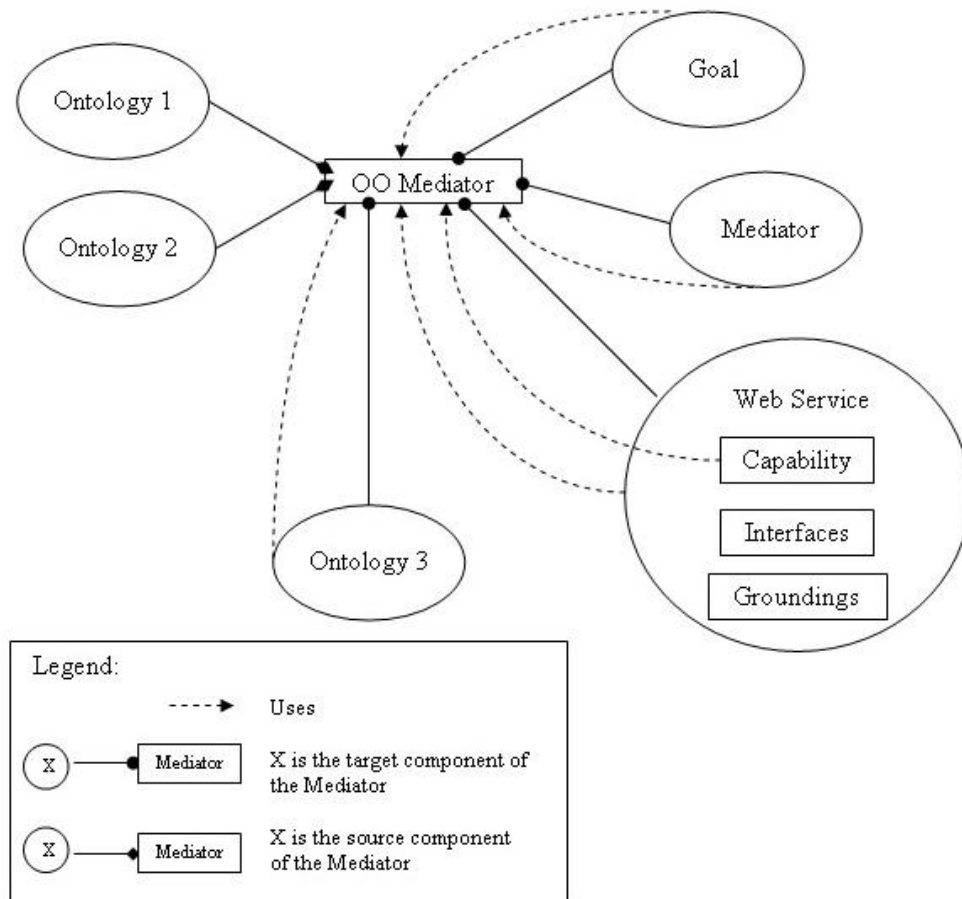 Goal
Ontology 1
OO Mediator
Mediator
Ontology 2
Web Service
Capability
Interfaces
Ontology 3
Groundings
Legend:
Uses
X
Mediator
X is the target component of
the Mediator
X
Mediator
X is the source component
of the Mediator